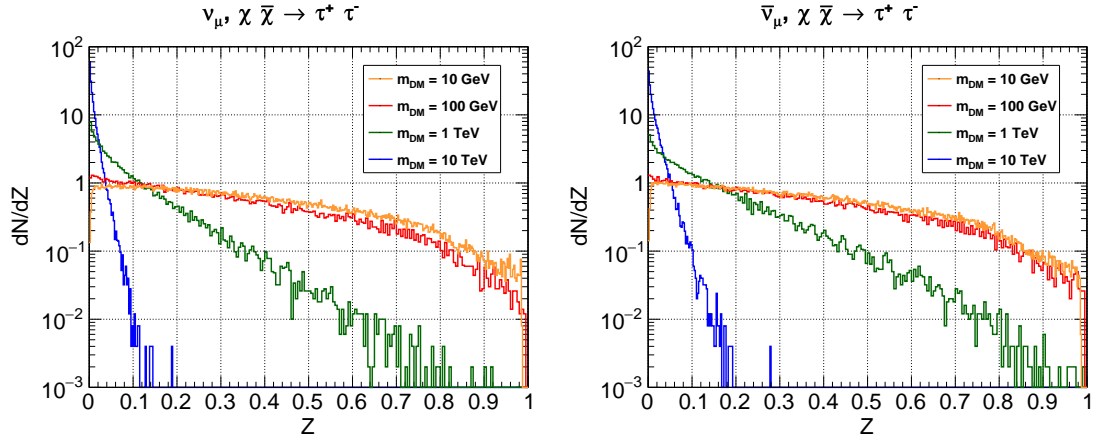 ν_μ, χ χ̄ → τ⁺ τ⁻
10²
10
1
10⁻¹
10⁻²
10⁻³
dN/dZ
m_DM = 10 GeV
m_DM = 100 GeV
m_DM = 1 TeV
m_DM = 10 TeV
0 0.1 0.2 0.3 0.4 0.5 0.6 0.7 0.8 0.9 1
Z
ν̄_μ, χ χ̄ → τ⁺ τ⁻
10²
10
1
10⁻¹
10⁻²
10⁻³
dN/dZ
m_DM = 10 GeV
m_DM = 100 GeV
m_DM = 1 TeV
m_DM = 10 TeV
0 0.1 0.2 0.3 0.4 0.5 0.6 0.7 0.8 0.9 1
Z